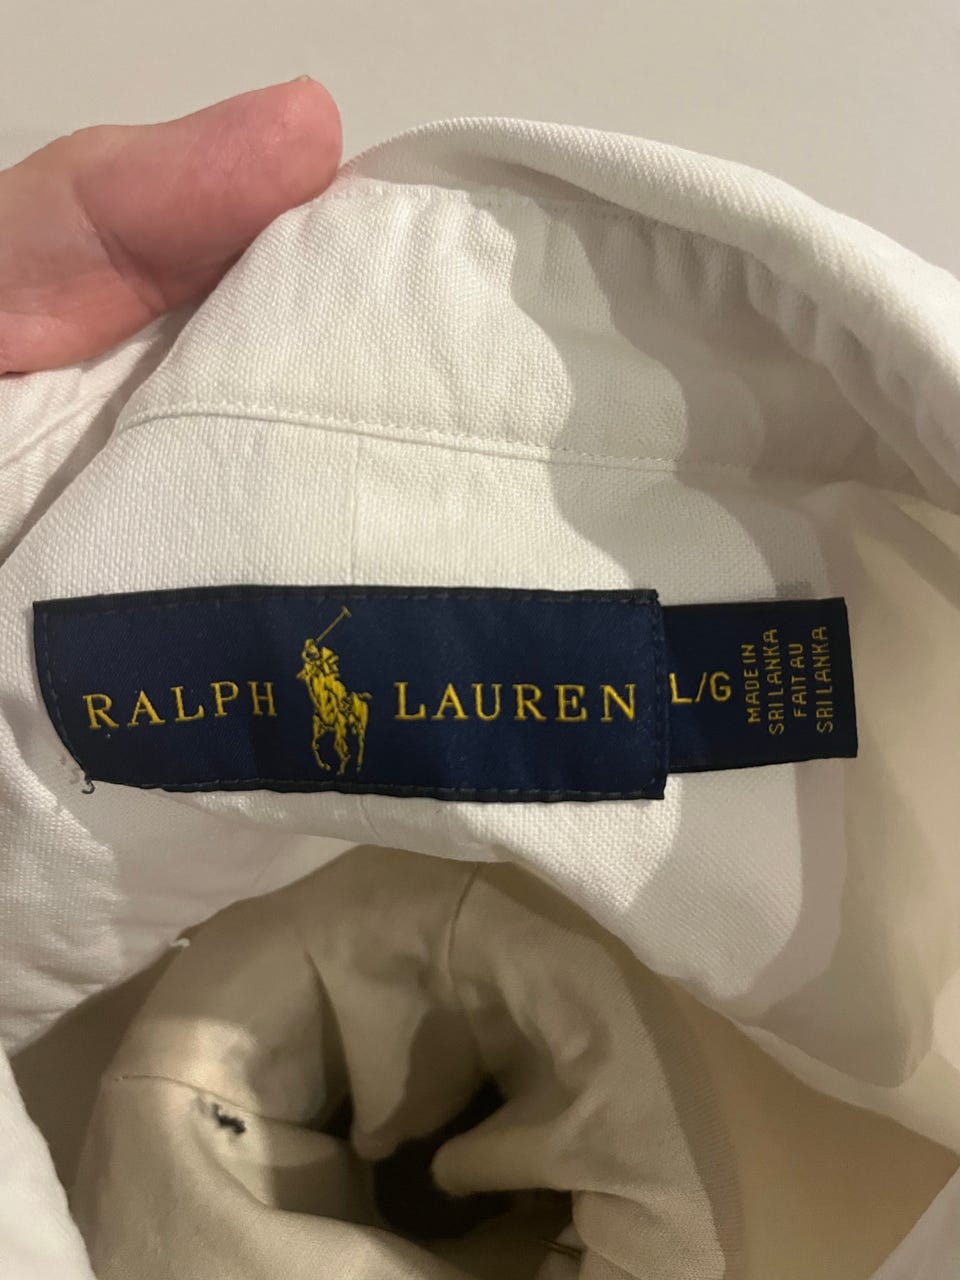 RALPH LAUREN
L/G
MADE IN
SRI LANKA
FAIT AU
SRI LANKA